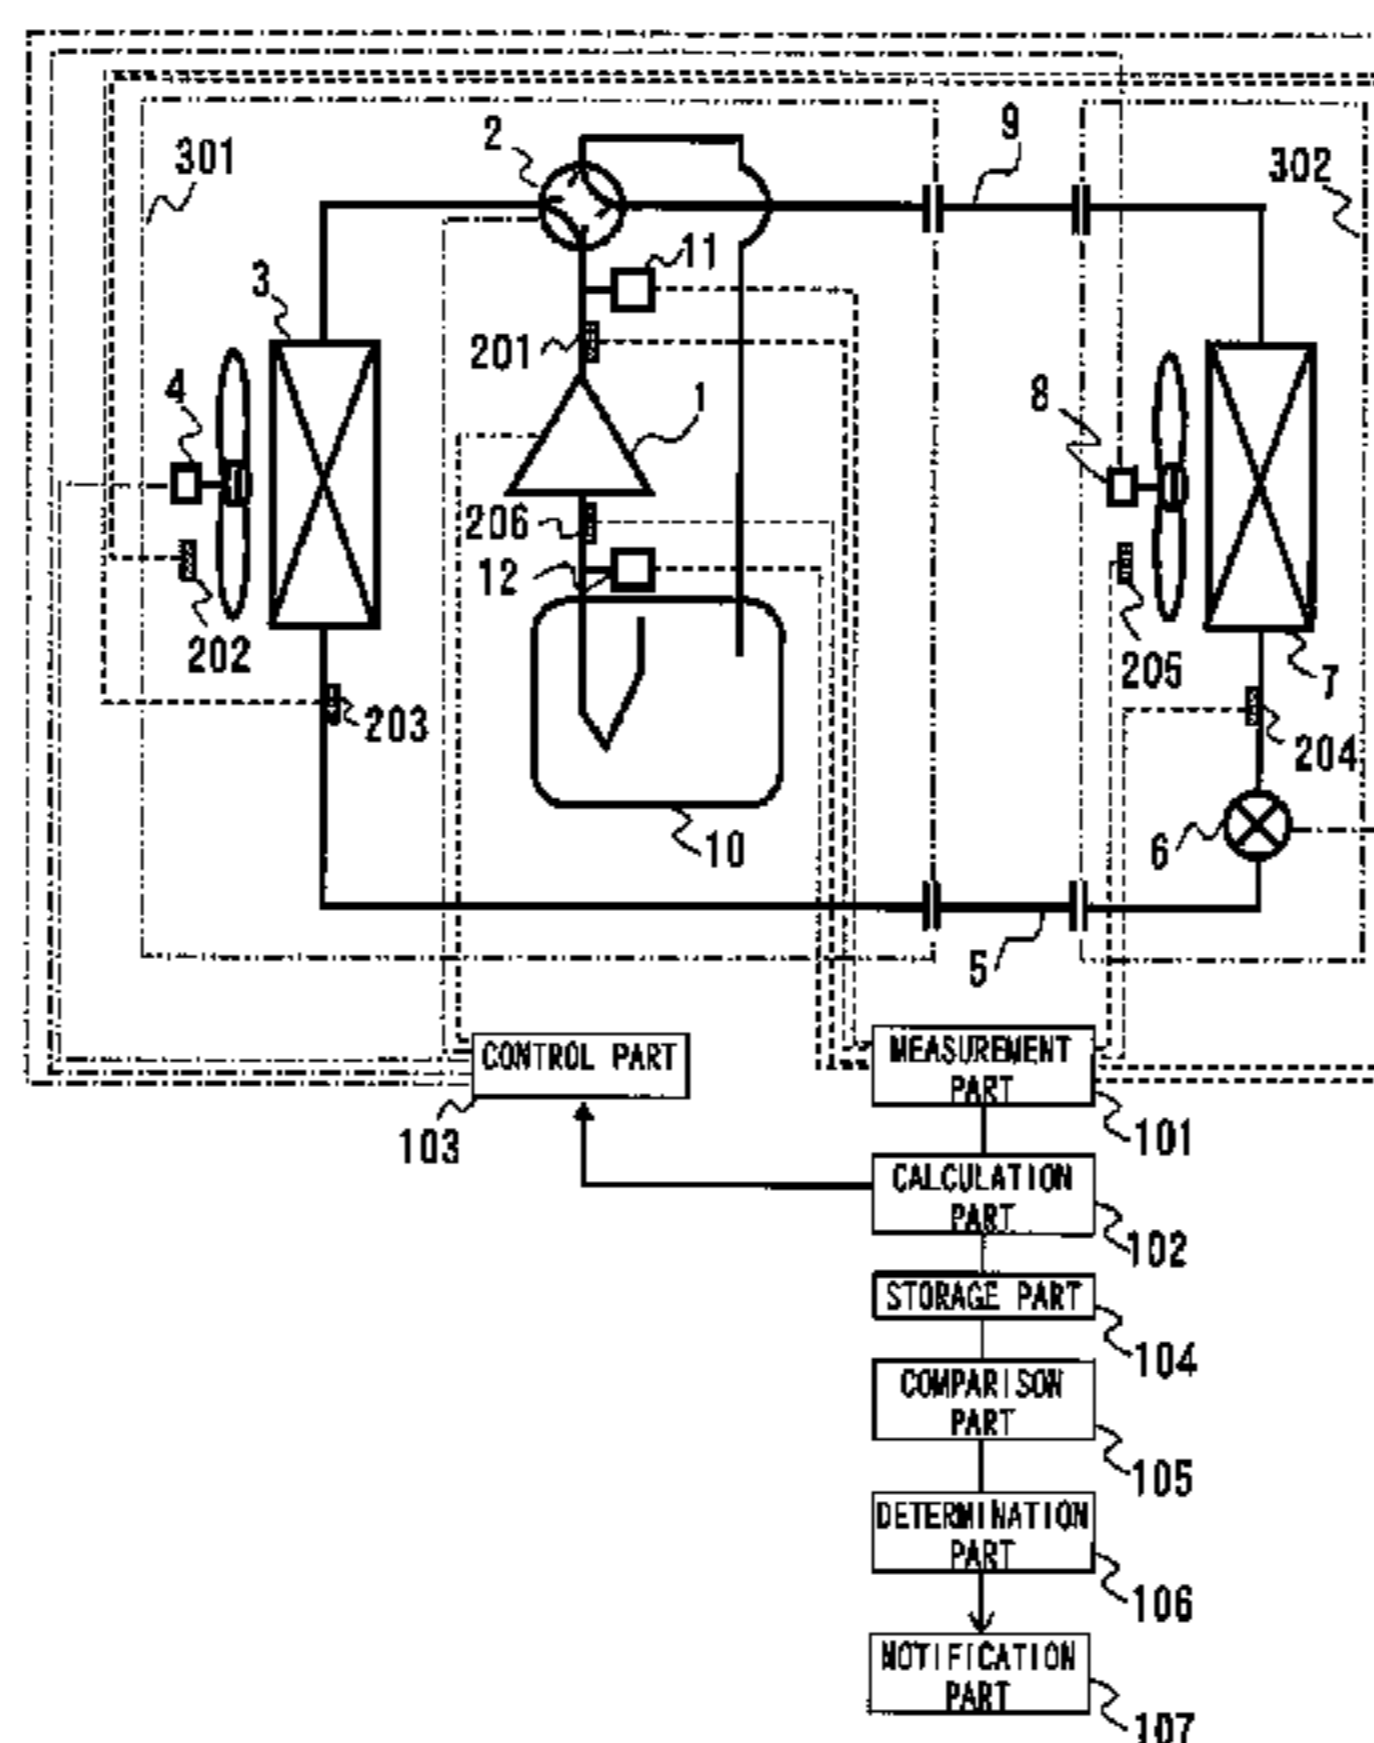 301
2
9
302
11
3
201
4
1
8
206
12
202
205
7
203
204
10
6
5
CONTROL PART
103
MEASUREMENT
PART
101
CALCULATION
PART
102
STORAGE PART
104
COMPARISON
PART
105
DETERMINATION
PART
106
NOTIFICATION
PART
107